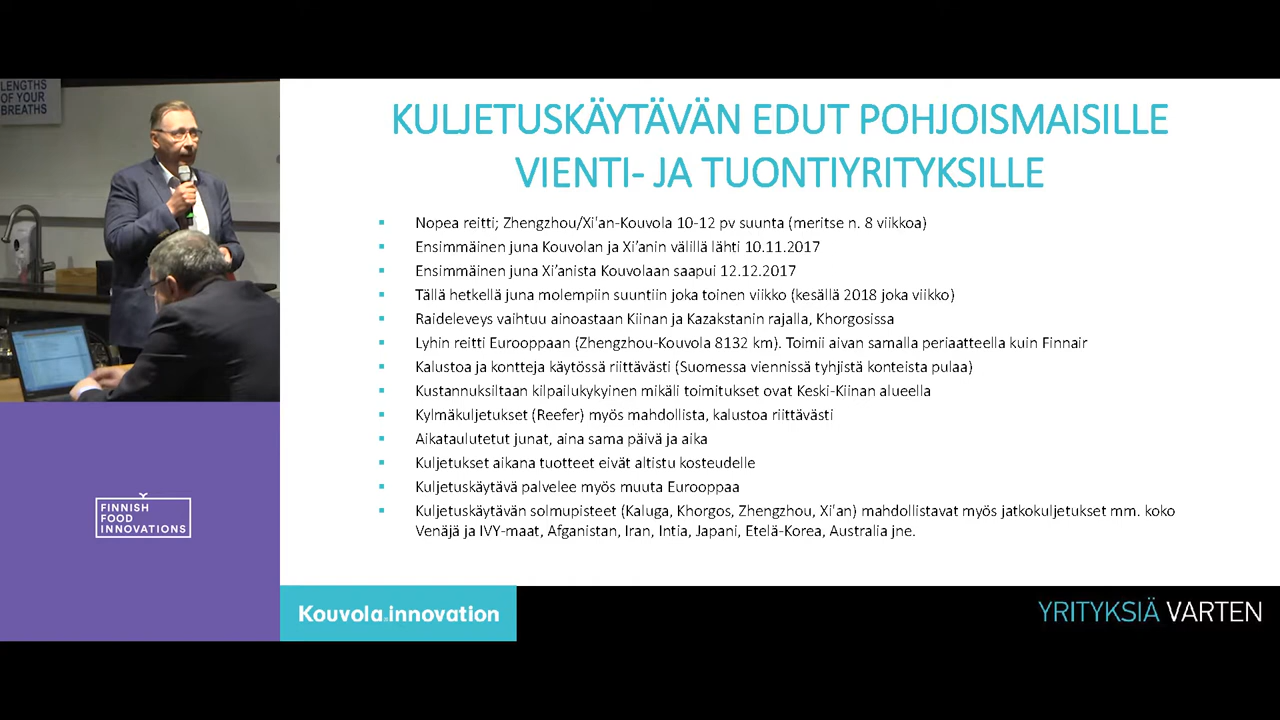 LENGTHS
OF YOUR
BREATHS
KULJETUSKÄYTÄVÄN EDUT POHJOISMAISILLE
VIENTI- JA TUONTIYRITYKSILLE
▪ Nopea reitti; Zhengzhou/Xi'an-Kouvola 10-12 pv suunta (meritse n. 8 viikkoa)
▪ Ensimmäinen juna Kouvolan ja Xi'anin välillä lähti 10.11.2017
▪ Ensimmäinen juna Xi'anista Kouvolaan saapui 12.12.2017
▪ Tällä hetkellä juna molempiin suuntiin joka toinen viikko (kesällä 2018 joka viikko)
▪ Raideleveys vaihtuu ainoastaan Kiinan ja Kazakstanin rajalla, Khorgosissa
▪ Lyhin reitti Eurooppaan (Zhengzhou-Kouvola 8132 km). Toimii aivan samalla periaatteella kuin Finnair
▪ Kalustoa ja kontteja käytössä riittävästi (Suomessa viennissä tyhjistä konteista pulaa)
▪ Kustannuksiltaan kilpailukykyinen mikäli toimitukset ovat Keski-Kiinan alueella
▪ Kylmäkuljetukset (Reefer) myös mahdollista, kalustoa riittävästi
▪ Aikataulutetut junat, aina sama päivä ja aika
▪ Kuljetukset aikana tuotteet eivät altistu kosteudelle
▪ Kuljetuskäytävä palvelee myös muuta Eurooppaa
▪ Kuljetuskäytävän solmupisteet (Kaluga, Khorgos, Zhengzhou, Xi'an) mahdollistavat myös jatkokuljetukset mm. koko
Venäjä ja IVY-maat, Afganistan, Iran, Intia, Japani, Etelä-Korea, Australia jne.
FINNISH
FOOD
INNOVATIONS
Kouvola.innovation
YRITYKSIÄ VARTEN